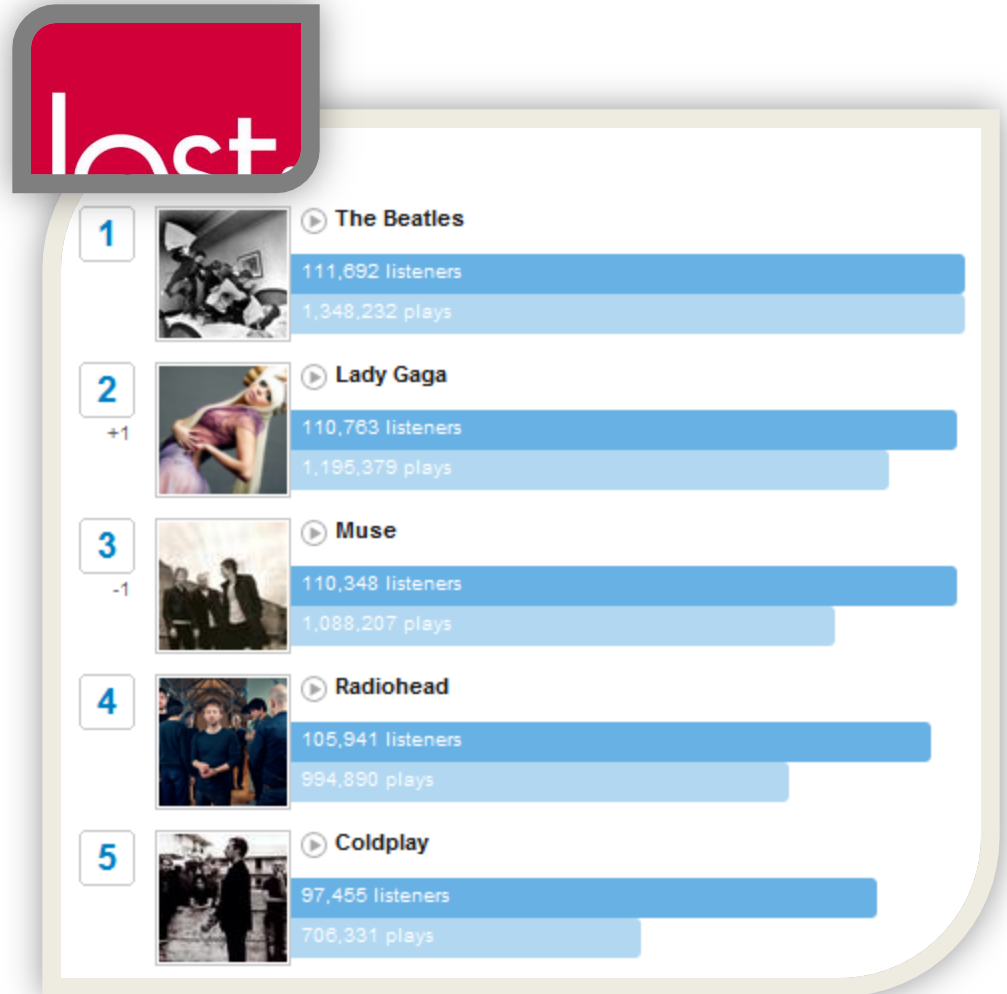 lost
1
The Beatles
111,692 listeners
1,348,232 plays
2
+1
Lady Gaga
110,763 listeners
1,195,379 plays
3
-1
Muse
110,348 listeners
1,088,207 plays
4
Radiohead
105,941 listeners
994,890 plays
5
Coldplay
97,455 listeners
706,331 plays